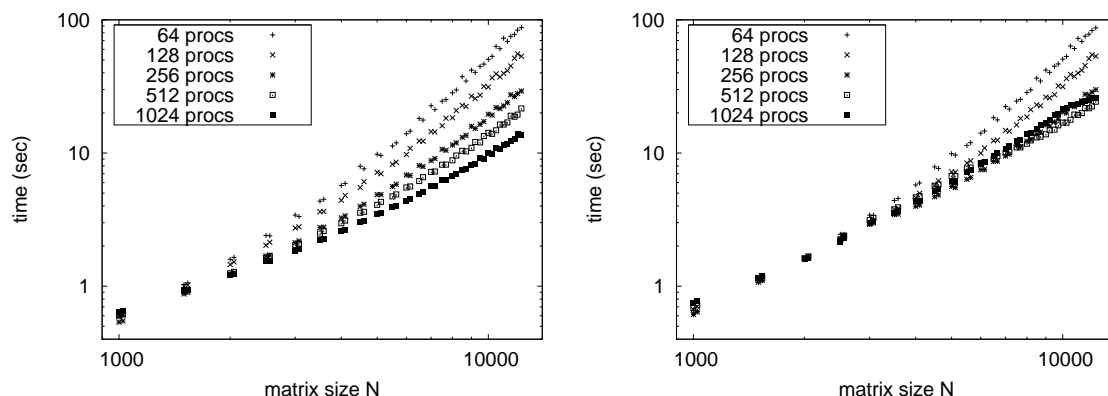 100
10
1
time (sec)
64 procs
128 procs
256 procs
512 procs
1024 procs
1000
10000
matrix size N
100
10
1
time (sec)
64 procs
128 procs
256 procs
512 procs
1024 procs
1000
10000
matrix size N